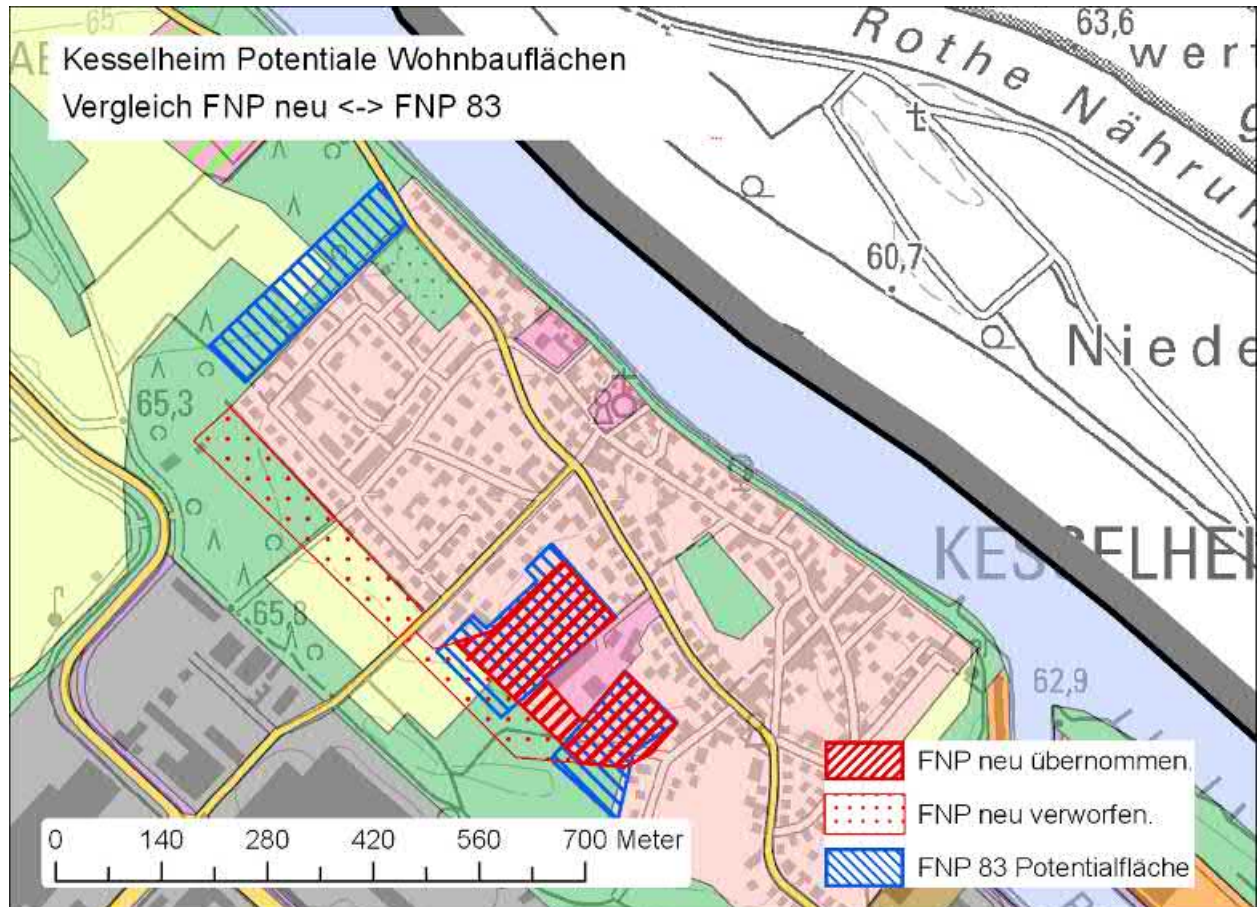 Kesselheim Potentiale Wohnbauflächen
Vergleich FNP neu <-> FNP 83
65
63,6
wer
Rothe Nährun
60,7
Niede
65,3
KESSELHEI
65,8
62,9
FNP neu übernommen.
FNP neu verworfen.
FNP 83 Potentialfläche
0 140 280 420 560 700 Meter